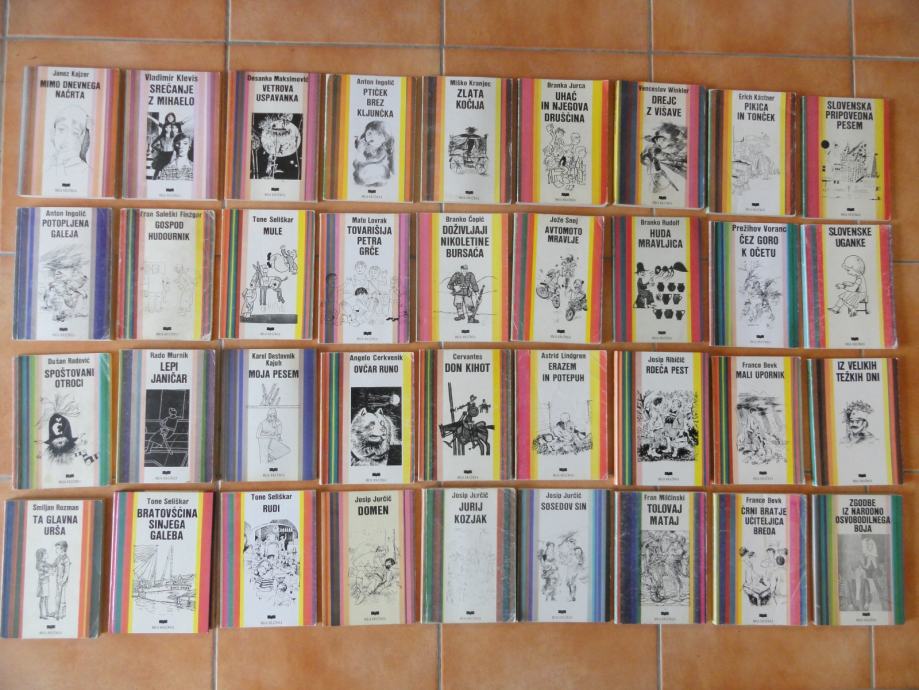 Janez Kajzer
MIMO DNEVNEGA
NAČRTA
Vladimir Klevis
SREČANJE
Z MIHAELO
Desanka Maksimović
VETROVA
USPAVANKA
Anton Ingolič
PTIČEK
BREZ
KLJUNČKA
Miško Kranjec
ZLATA
KOČIJA
Branka Jurca
UHAČ
IN NJEGOVA
DRUŠČINA
Venceslav Winkler
DREJC
Z VIŠAVE
Erich Kästner
PIKICA
IN TONČEK
SLOVENSKA
PRIPOVEDNA
PESEM
Anton Ingolič
POTOPLJENA
GALEJA
Fran Saleški Finžgar
GOSPOD
HUDOURNIK
Tone Seliškar
MULE
Mato Lovrak
TOVARIŠIJA
PETRA
GRČE
Branko Ćopić
DOŽIVLJAJI
NIKOLETINE
BURSAĆA
Jože Snoj
AVTOMOTO
MRAVLJE
Branko Rudolf
HUDA
MRAVLJICA
Prežihov Voranc
ČEZ GORO
K OČETU
SLOVENSKE
UGANKE
Dušan Radović
SPOŠTOVANI
OTROCI
Rado Murnik
LEPI
JANIČAR
Karel Destovnik
Kajuh
MOJA PESEM
Angelo Cerkvenik
OVČAR RUNO
Cervantes
DON KIHOT
Astrid Lindgren
ERAZEM
IN POTEPUH
Josip Ribičič
RDEČA PEST
France Bevk
MALI UPORNIK
IZ VELIKIH
TEŽKIH DNI
Smiljan Rozman
TA GLAVNA
URŠA
Tone Seliškar
BRATOVŠČINA
SINJEGA
GALEBA
Tone Seliškar
RUDI
Josip Jurčič
DOMEN
Josip Jurčič
JURIJ
KOZJAK
Josip Jurčič
SOSEDOV SIN
Fran Milčinski
TOLOVAJ
MATAJ
France Bevk
ČRNI BRATJE
UČITELJICA
BREDA
ZGODBE
IZ NARODNO
OSVOBODILNEGA
BOJA